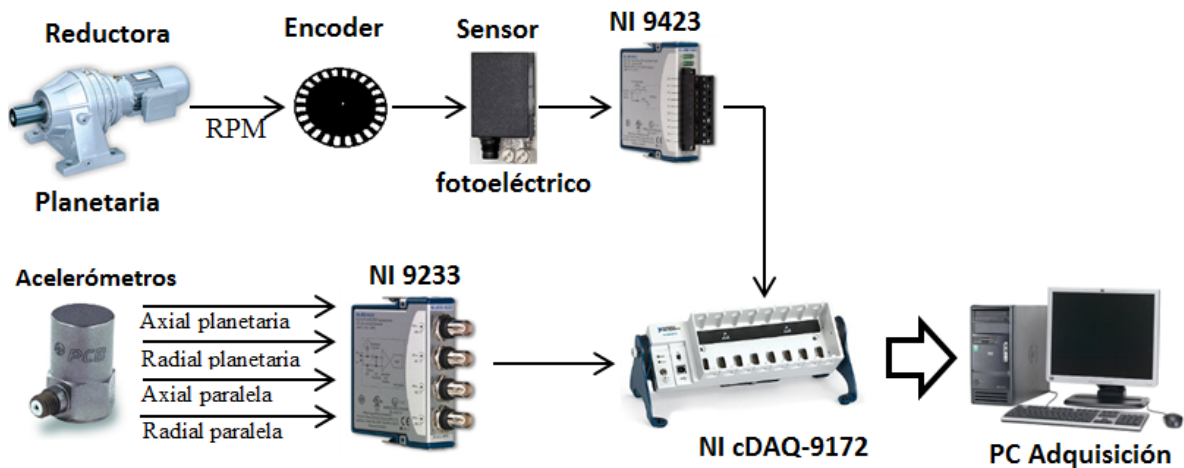 Reductora
Planetaria
RPM
Encoder
Sensor
fotoeléctrico
NI 9423
Acelerómetros
PCB
Axial planetaria
Radial planetaria
Axial paralela
Radial paralela
NI 9233
NI cDAQ-9172
PC Adquisición